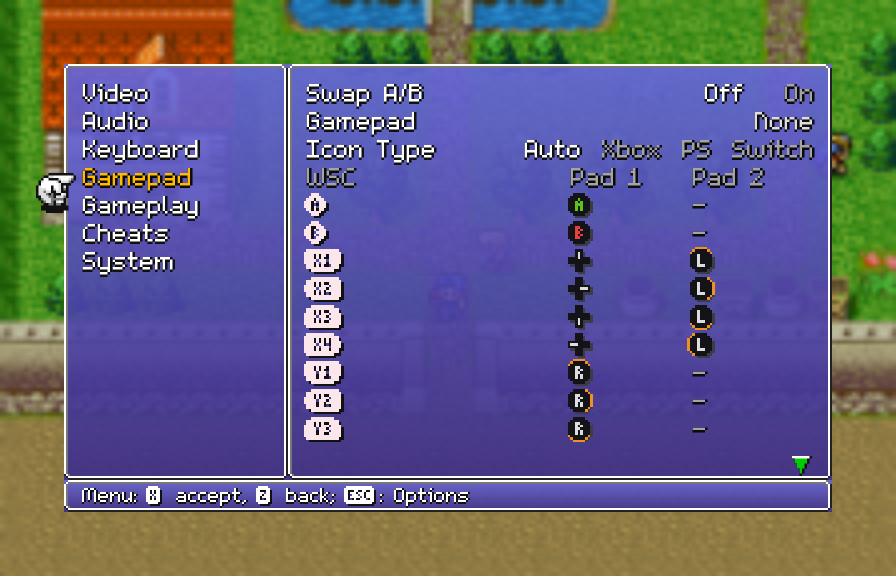 Video
Audio
Keyboard
Gamepad
Gameplay
Cheats
System
Swap A/B Off On
Gamepad None
Icon Type Auto Xbox PS Switch
WSC Pad 1 Pad 2
A A –
B B –
X1 L
X2 L
X3 L
X4 L
Y1 R –
Y2 R –
Y3 R –
Menu: X accept, Z back; ESC: Options